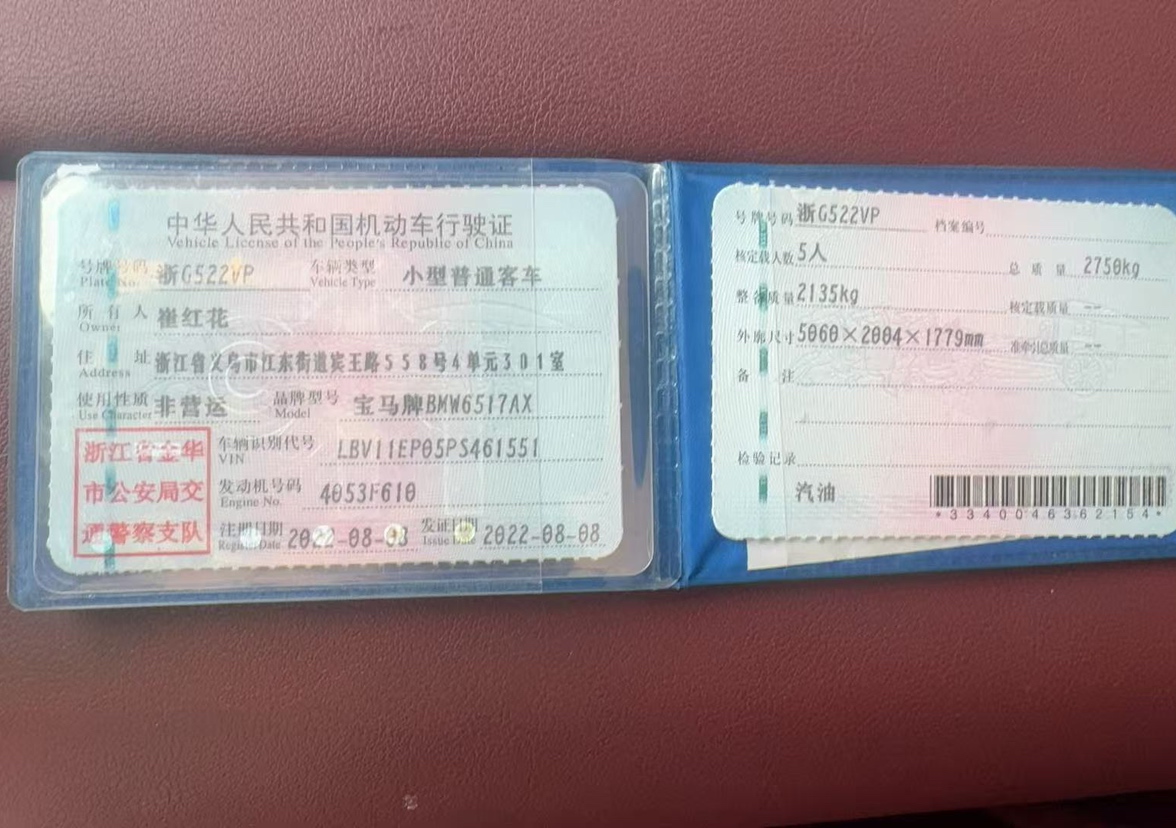 中华人民共和国机动车行驶证
Vehicle License of the People's Republic of China
号牌号码 Plate No. 浙G522VP 车辆类型 Vehicle Type 小型普通客车
所有人 Owner 崔红花
住址 Address 浙江省义乌市江东街道宾王路558号4单元301室
使用性质 Use Character 非营运 品牌型号 Model 宝马牌BMW6517AX
浙江省金华
市公安局交
通警察支队
车辆识别代号 VIN LBV11EP05PS461551
发动机号码 Engine No. 4053F610
注册日期 Register Date 2022-08-08 发证日期 Issue Date 2022-08-08
号牌号码 浙G522VP 档案编号
核定载人数 5人 总质量 2750kg
整备质量 2135kg 核定载质量 --
外廓尺寸 5060×2004×1779mm 准牵引总质量 --
备注
检验记录
汽油
*3340046362154*